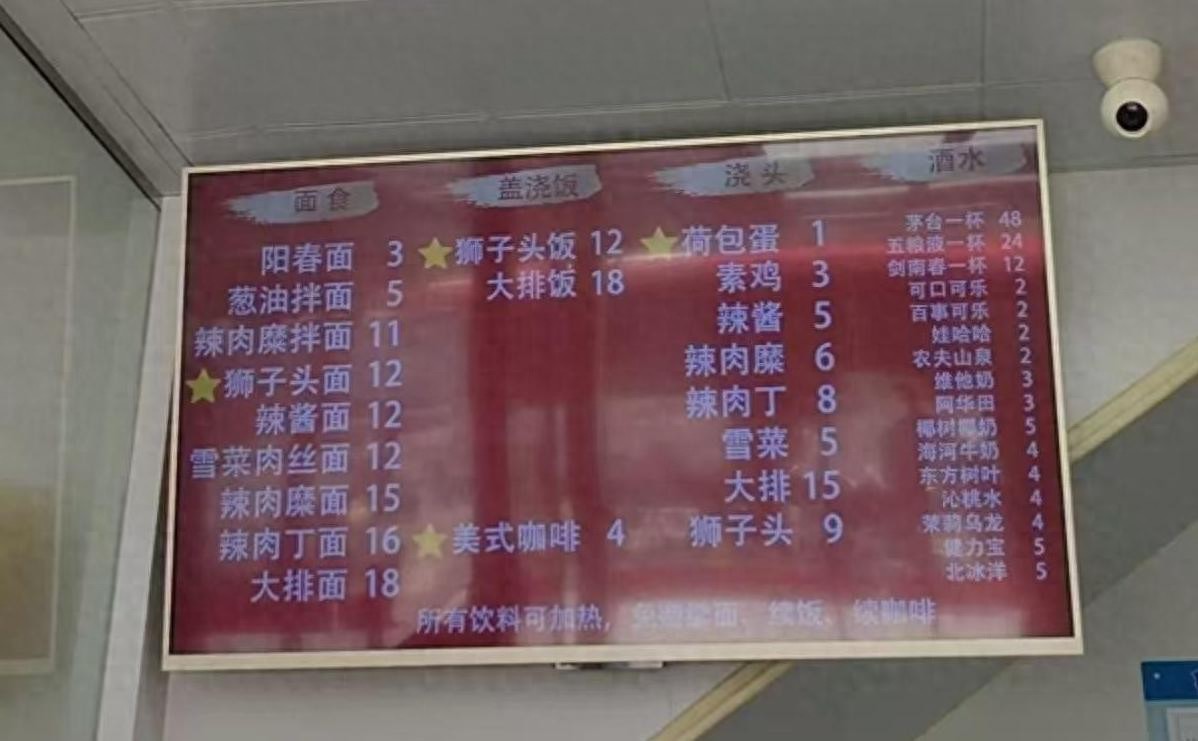 面食
阳春面 3
葱油拌面 5
辣肉糜拌面 11
狮子头面 12
辣酱面 12
雪菜肉丝面 12
辣肉糜面 15
辣肉丁面 16
大排面 18
盖浇饭
狮子头饭 12
大排饭 18
美式咖啡 4
浇头
荷包蛋 1
素鸡 3
辣酱 5
辣肉糜 6
辣肉丁 8
雪菜 5
大排 15
狮子头 9
酒水
茅台一杯 48
五粮液一杯 24
剑南春一杯 12
可口可乐 2
百事可乐 2
娃哈哈 2
农夫山泉 2
维他奶 3
阿华田 3
椰树椰奶 5
海河牛奶 4
东方树叶 4
沁桃水 4
茉莉乌龙 4
健力宝 5
北冰洋 5
所有饮料可加热，面、续饭、续咖啡